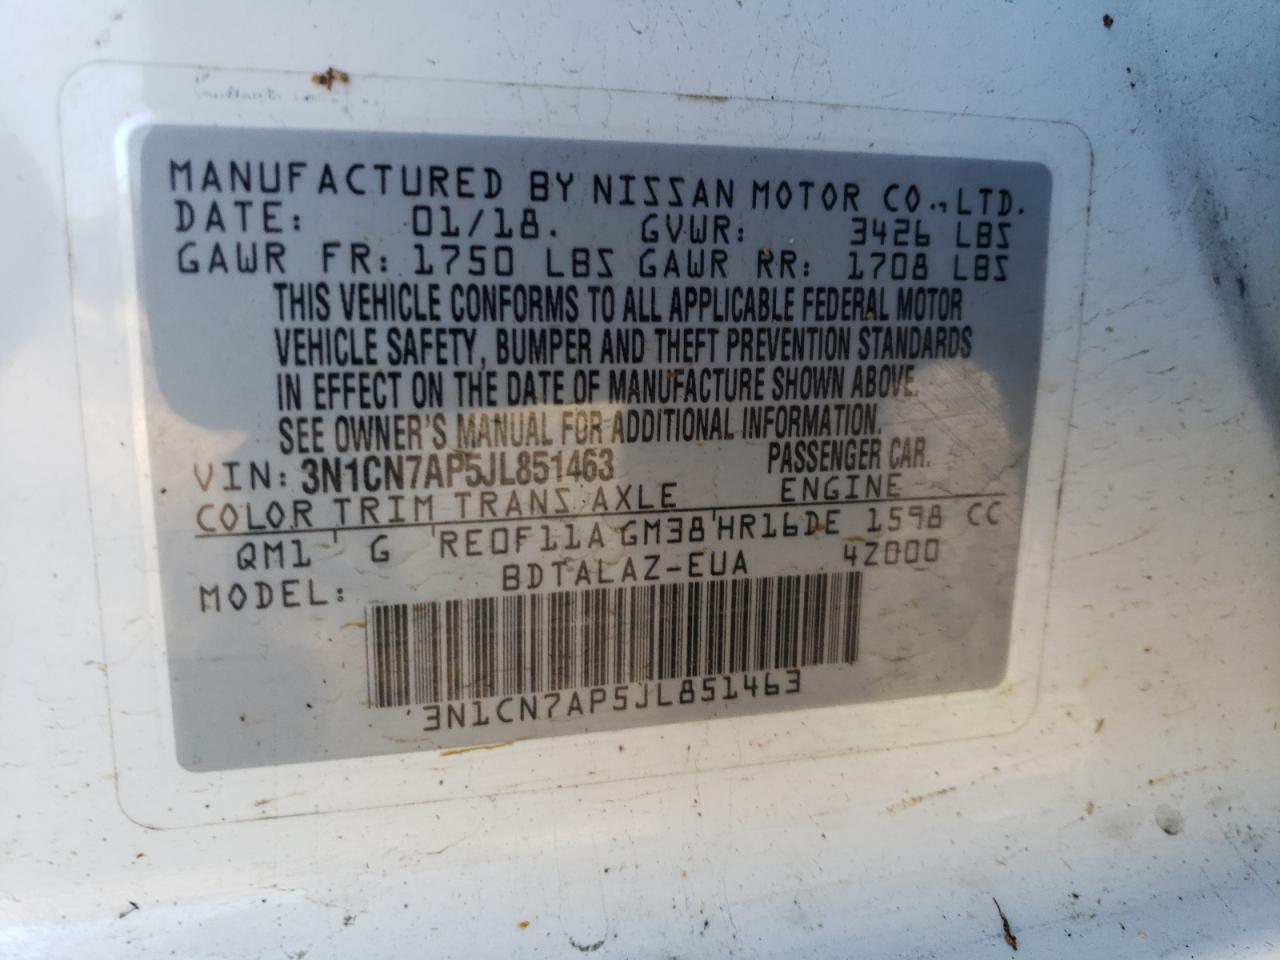 MANUFACTURED BY NISSAN MOTOR CO., LTD.
DATE: 01/18. GVWR: 3426 LBS
GAWR FR: 1750 LBS GAWR RR: 1708 LBS
THIS VEHICLE CONFORMS TO ALL APPLICABLE FEDERAL MOTOR
VEHICLE SAFETY, BUMPER AND THEFT PREVENTION STANDARDS
IN EFFECT ON THE DATE OF MANUFACTURE SHOWN ABOVE.
SEE OWNER'S MANUAL FOR ADDITIONAL INFORMATION.
VIN: 3N1CN7AP5JL851463 PASSENGER CAR.
COLOR TRIM TRANS AXLE ENGINE
QM1 G RE0F11A GM38 HR16DE 1598 CC
MODEL: BDTALAZ-EUA 42000
3N1CN7AP5JL851463